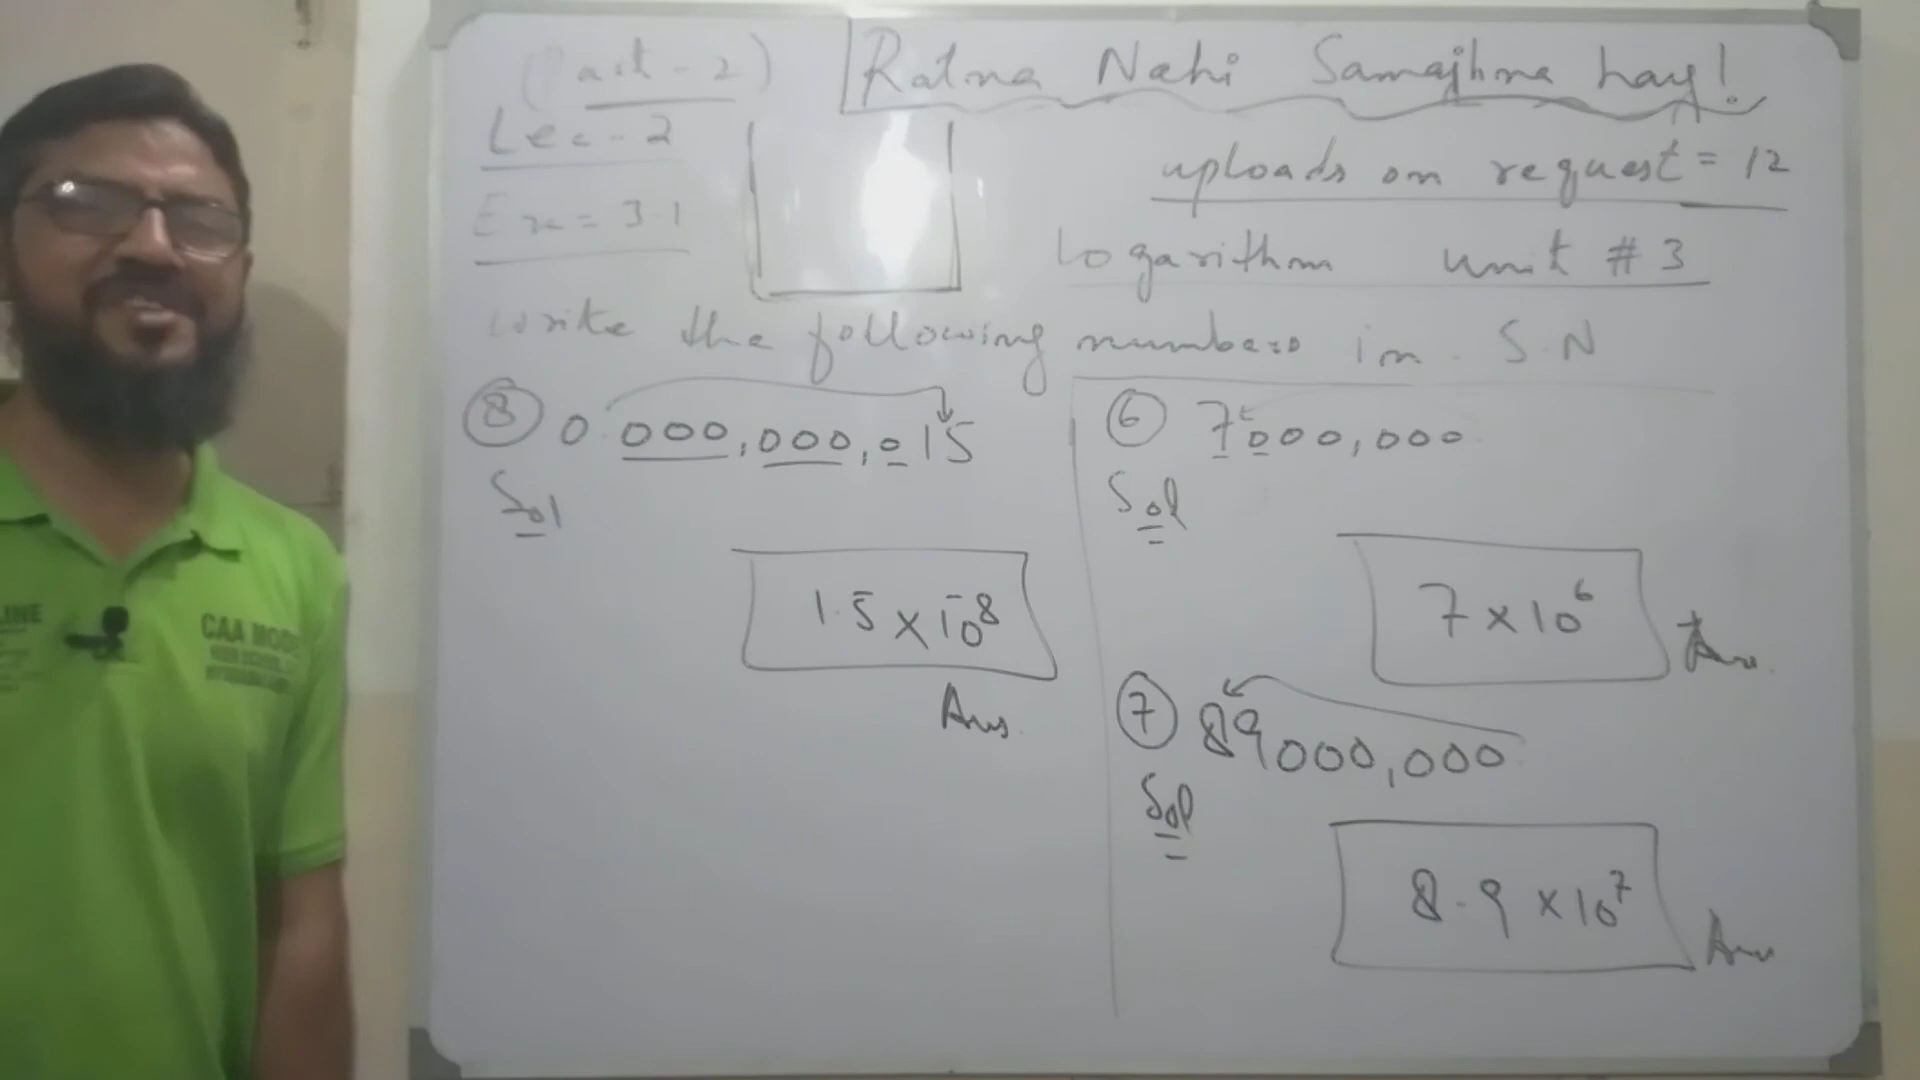 (Part - 2)
Ratna Nahi Samajhna hay!
Lec - 2
Ex = 3.1
uploads on request = 12
Logarithm unit # 3
write the following numbers in S.N
⑧ 0.000,000,015
Sol
1.5 x 10⁻⁸
Ans
⑥ 7000,000
Sol
7 x 10⁶
Ans
⑦ 89000,000
Sol
8.9 x 10⁷
Ans
CAA MODE